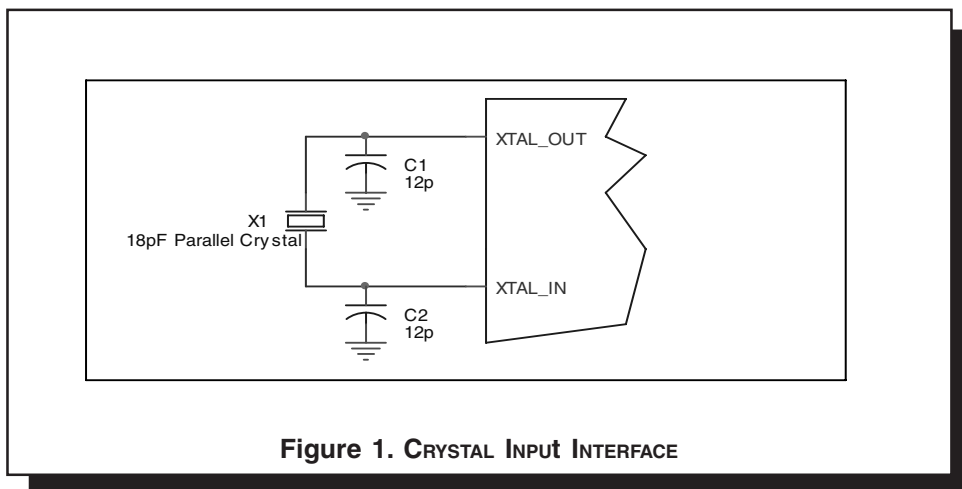 XTAL_OUT
C1
12p
X1
18pF Parallel Crystal
XTAL_IN
C2
12p
Figure 1. CRYSTAL INPUt INTERFACE